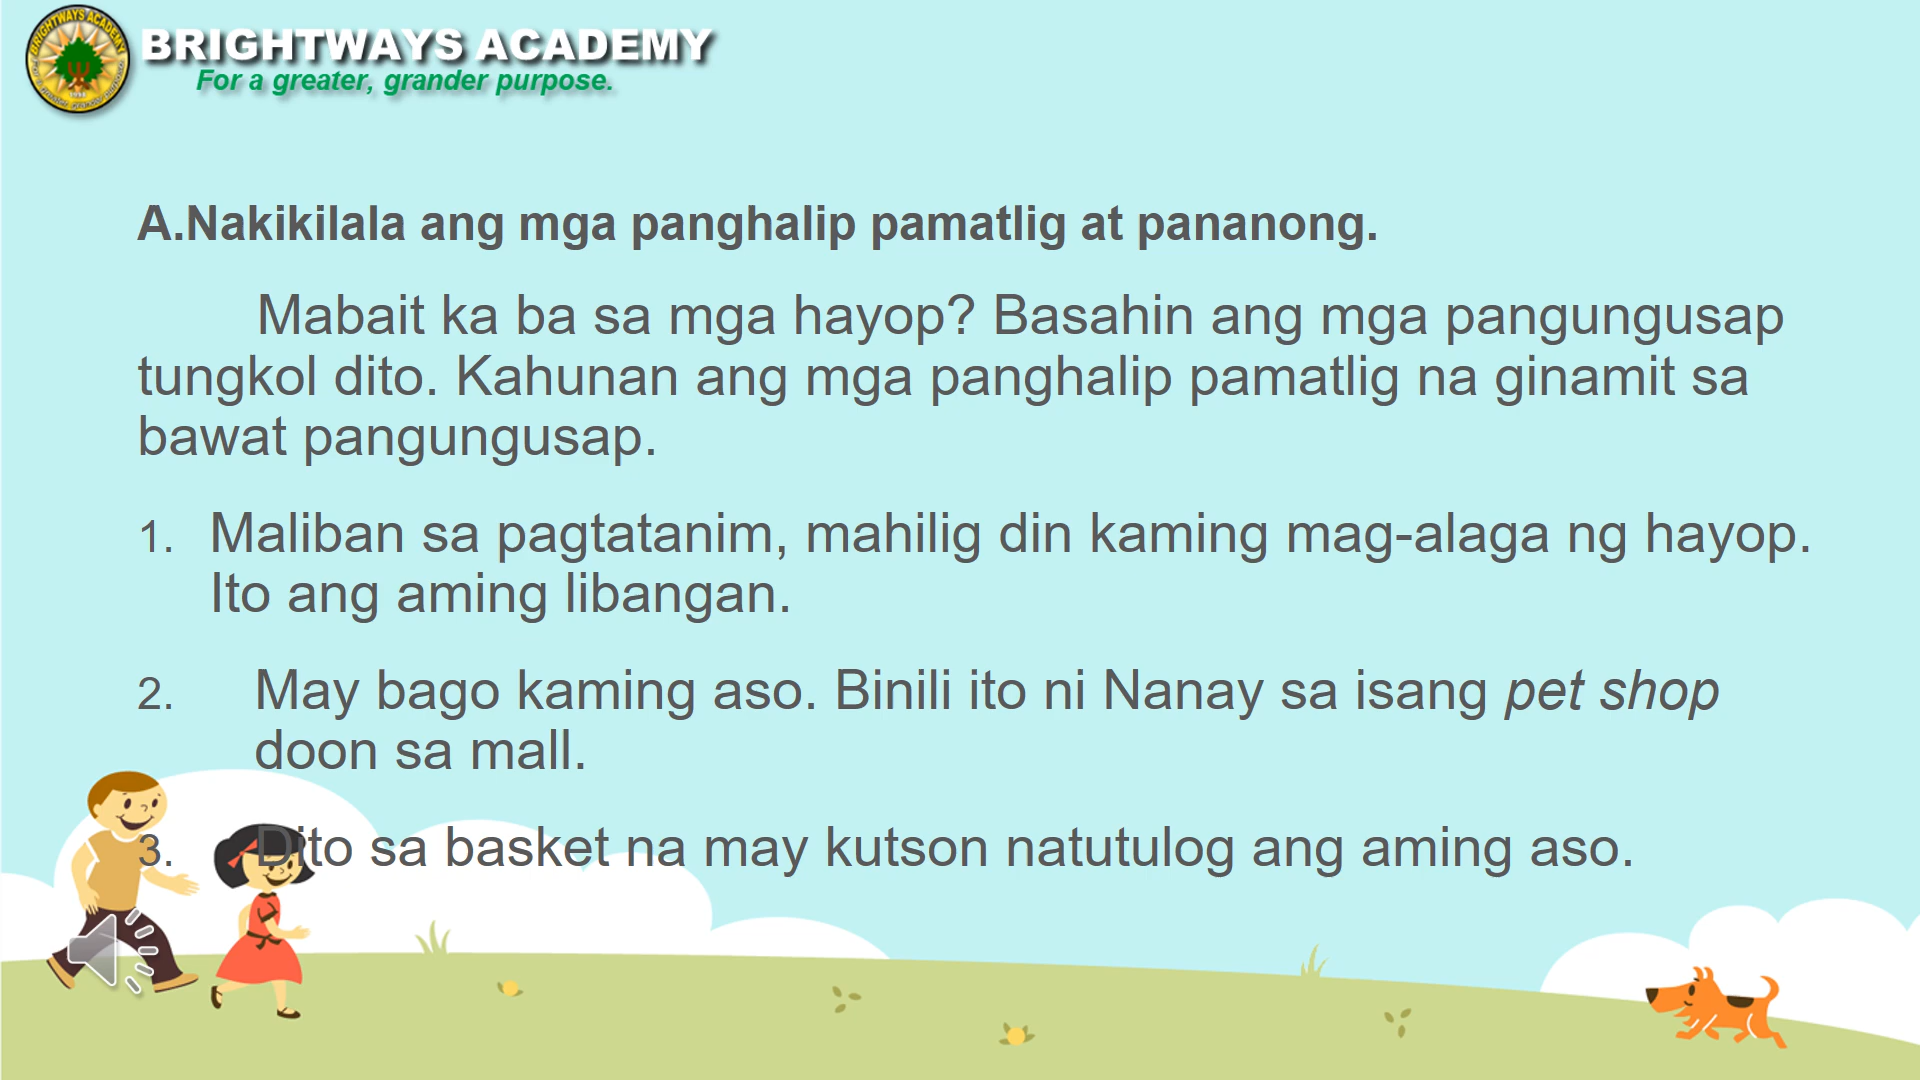 BRIGHTWAYS ACADEMY
For a greater, grander purpose.
A.Nakikilala ang mga panghalip pamatlig at pananong.
Mabait ka ba sa mga hayop? Basahin ang mga pangungusap
tungkol dito. Kahunan ang mga panghalip pamatlig na ginamit sa
bawat pangungusap.
1. Maliban sa pagtatanim, mahilig din kaming mag-alaga ng hayop.
Ito ang aming libangan.
2. May bago kaming aso. Binili ito ni Nanay sa isang pet shop
doon sa mall.
3. Dito sa basket na may kutson natutulog ang aming aso.